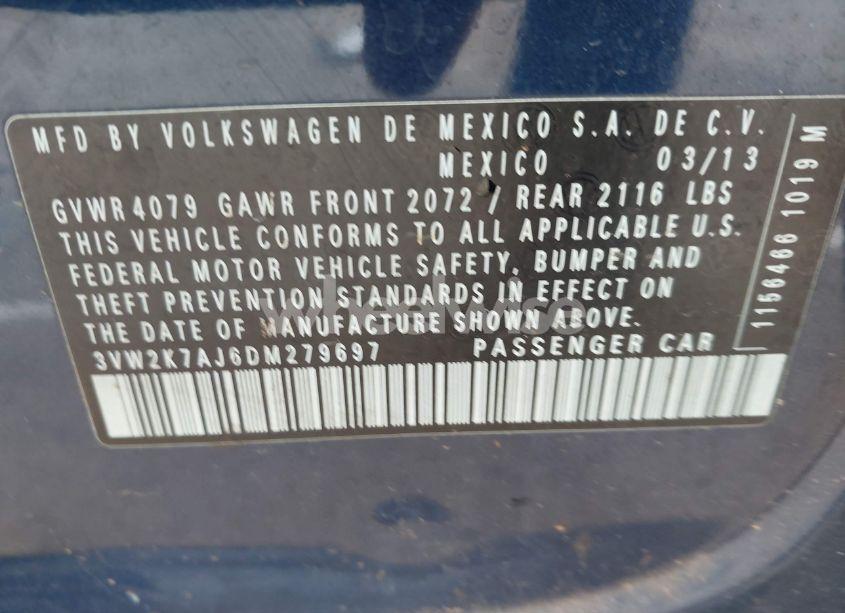 MFD BY VOLKSWAGEN DE MEXICO S.A. DE C.V.
MEXICO 03/13
GVWR 4079 GAWR FRONT 2072 / REAR 2116 LBS
THIS VEHICLE CONFORMS TO ALL APPLICABLE U.S.
FEDERAL MOTOR VEHICLE SAFETY, BUMPER AND
THEFT PREVENTION STANDARDS IN EFFECT ON
THE DATE OF MANUFACTURE SHOWN ABOVE.
3VW2K7AJ6DM279697 PASSENGER CAR
1156466 1019 M